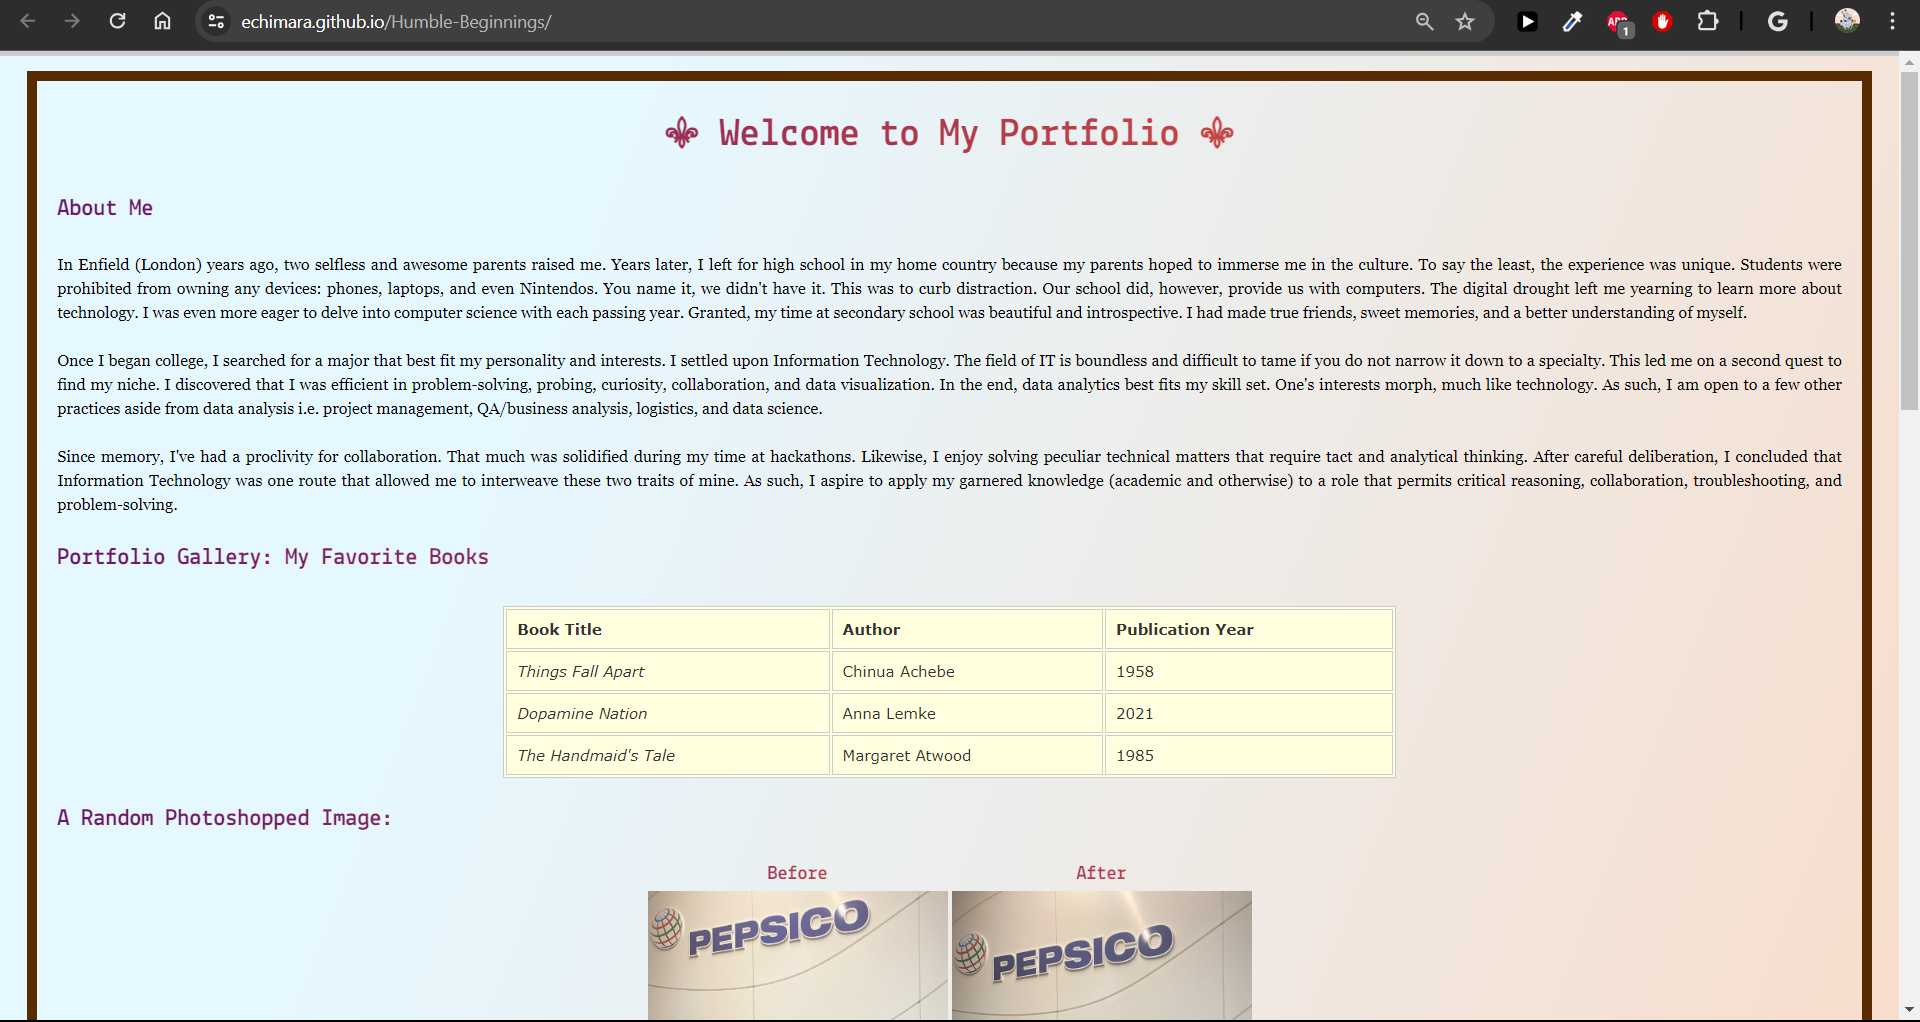 echimara.github.io/Humble-Beginnings/
ABP
1
G
⚜ Welcome to My Portfolio ⚜
About Me
In Enfield (London) years ago, two selfless and awesome parents raised me. Years later, I left for high school in my home country because my parents hoped to immerse me in the culture. To say the least, the experience was unique. Students were
prohibited from owning any devices: phones, laptops, and even Nintendos. You name it, we didn't have it. This was to curb distraction. Our school did, however, provide us with computers. The digital drought left me yearning to learn more about
technology. I was even more eager to delve into computer science with each passing year. Granted, my time at secondary school was beautiful and introspective. I had made true friends, sweet memories, and a better understanding of myself.
Once I began college, I searched for a major that best fit my personality and interests. I settled upon Information Technology. The field of IT is boundless and difficult to tame if you do not narrow it down to a specialty. This led me on a second quest to
find my niche. I discovered that I was efficient in problem-solving, probing, curiosity, collaboration, and data visualization. In the end, data analytics best fits my skill set. One's interests morph, much like technology. As such, I am open to a few other
practices aside from data analysis i.e. project management, QA/business analysis, logistics, and data science.
Since memory, I've had a proclivity for collaboration. That much was solidified during my time at hackathons. Likewise, I enjoy solving peculiar technical matters that require tact and analytical thinking. After careful deliberation, I concluded that
Information Technology was one route that allowed me to interweave these two traits of mine. As such, I aspire to apply my garnered knowledge (academic and otherwise) to a role that permits critical reasoning, collaboration, troubleshooting, and
problem-solving.
Portfolio Gallery: My Favorite Books
Book Title Author Publication Year
Things Fall Apart Chinua Achebe 1958
Dopamine Nation Anna Lemke 2021
The Handmaid's Tale Margaret Atwood 1985
A Random Photoshopped Image:
Before After
PEPSICO PEPSICO